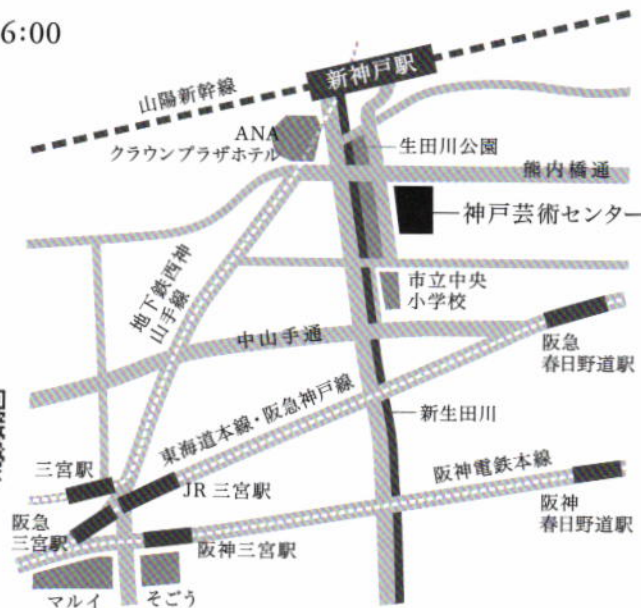 6:00
新神戸駅
山陽新幹線
ANA
クラウンプラザホテル
生田川公園
熊内橋通
神戸芸術センター
地下鉄西神
山手線
市立中央
小学校
中山手通
阪急
春日野道駅
東海道本線・阪急神戸線
新生田川
三宮駅
JR 三宮駅
阪神電鉄本線
阪急
三宮駅
阪神三宮駅
阪神
春日野道駅
マルイ
そごう